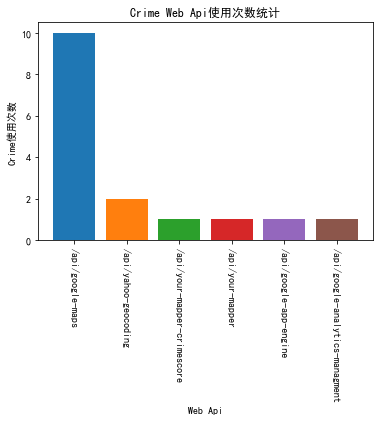 Crime Web Api使用次数统计
Crime使用次数
10
8
6
4
2
0
/api/google-maps
/api/yahoo-geocoding
/api/your-mapper-crimescore
/api/your-mapper
/api/google-app-engine
/api/google-analytics-managment
Web Api